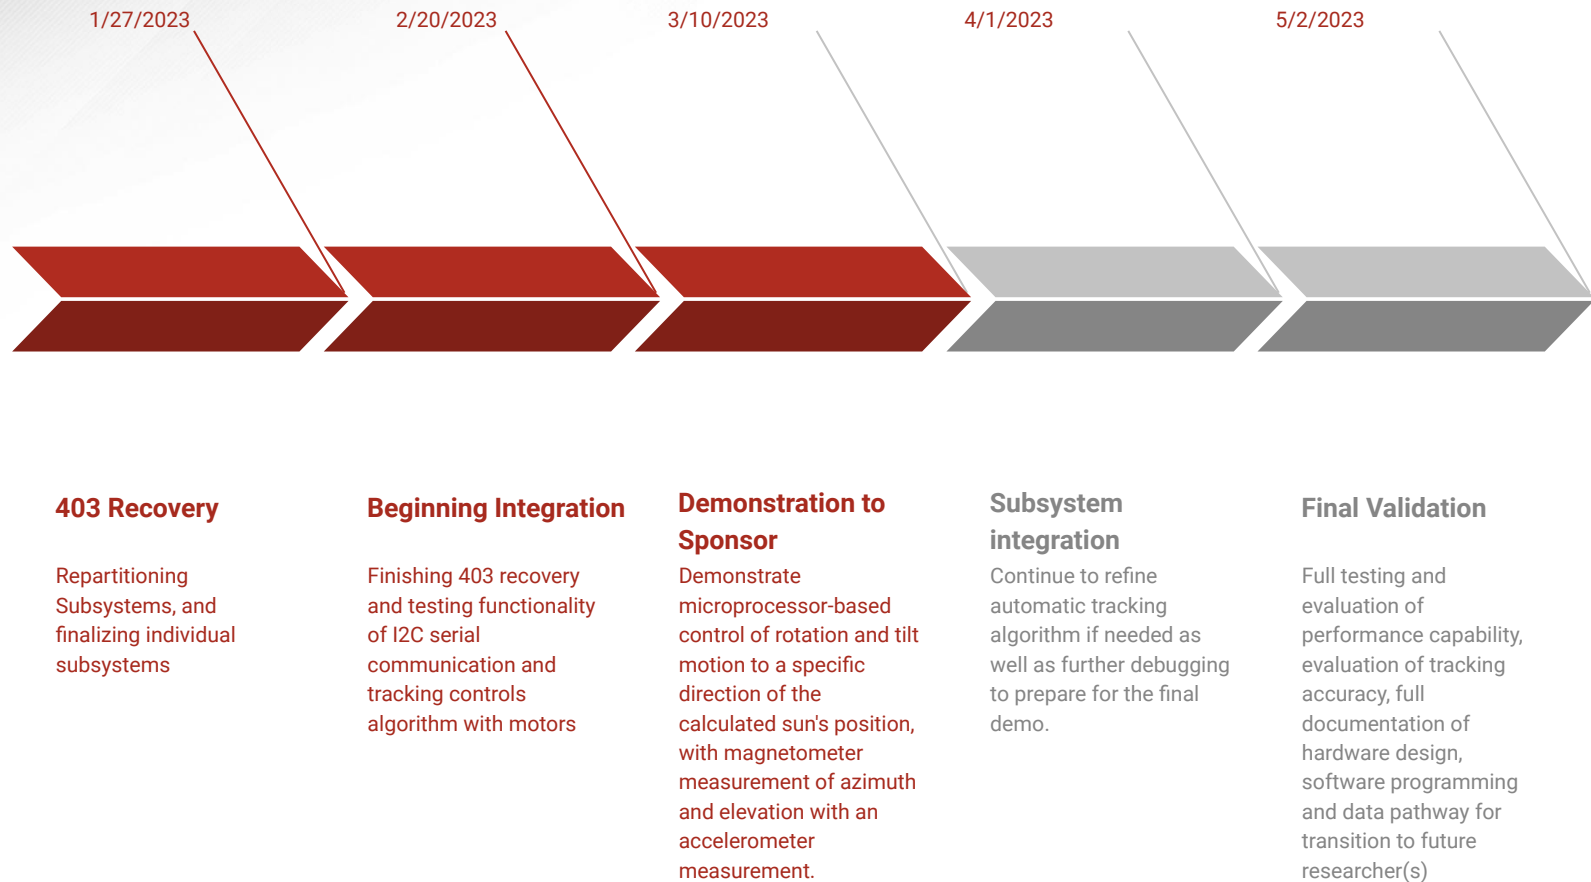 1/27/2023
2/20/2023
3/10/2023
4/1/2023
5/2/2023
403 Recovery
Repartitioning
Subsystems, and
finalizing individual
subsystems
Beginning Integration
Finishing 403 recovery
and testing functionality
of I2C serial
communication and
tracking controls
algorithm with motors
Demonstration to
Sponsor
Demonstrate
microprocessor-based
control of rotation and tilt
motion to a specific
direction of the
calculated sun's position,
with magnetometer
measurement of azimuth
and elevation with an
accelerometer
measurement.
Subsystem
integration
Continue to refine
automatic tracking
algorithm if needed as
well as further debugging
to prepare for the final
demo.
Final Validation
Full testing and
evaluation of
performance capability,
evaluation of tracking
accuracy, full
documentation of
hardware design,
software programming
and data pathway for
transition to future
researcher(s)